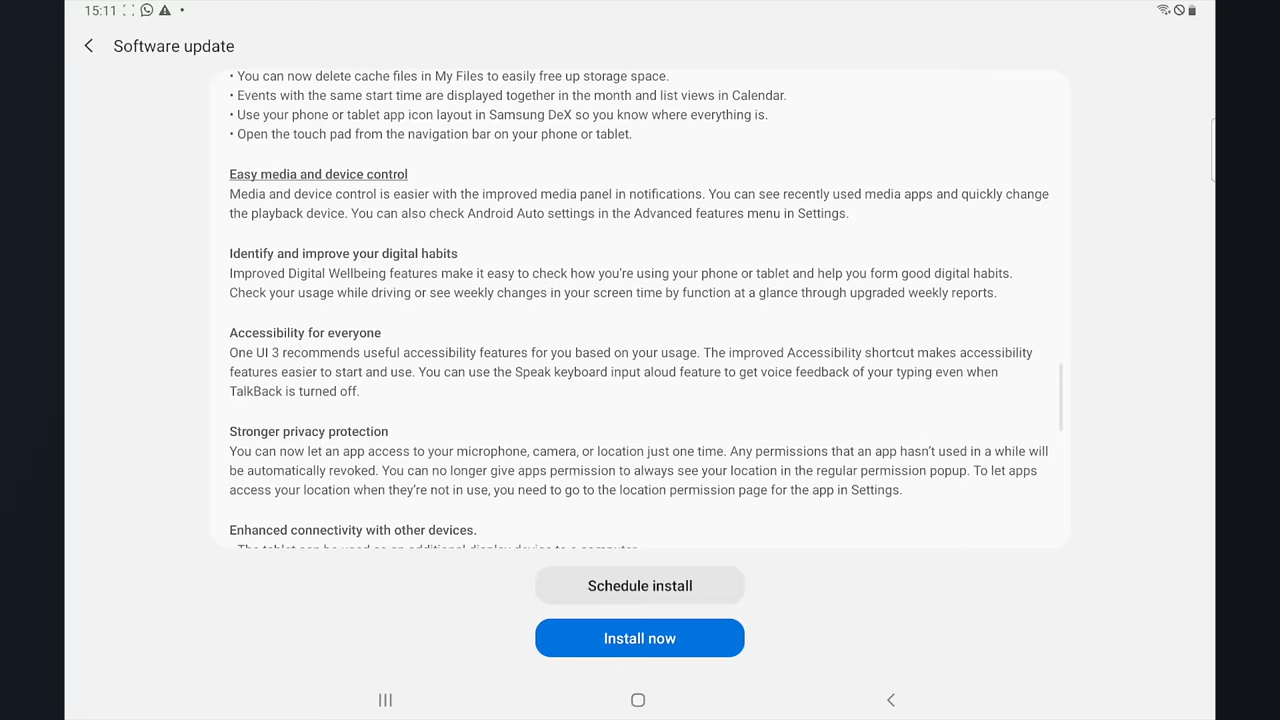 15:11
Software update
• You can now delete cache files in My Files to easily free up storage space.
• Events with the same start time are displayed together in the month and list views in Calendar.
• Use your phone or tablet app icon layout in Samsung DeX so you know where everything is.
• Open the touch pad from the navigation bar on your phone or tablet.
Easy media and device control
Media and device control is easier with the improved media panel in notifications. You can see recently used media apps and quickly change
the playback device. You can also check Android Auto settings in the Advanced features menu in Settings.
Identify and improve your digital habits
Improved Digital Wellbeing features make it easy to check how you're using your phone or tablet and help you form good digital habits.
Check your usage while driving or see weekly changes in your screen time by function at a glance through upgraded weekly reports.
Accessibility for everyone
One UI 3 recommends useful accessibility features for you based on your usage. The improved Accessibility shortcut makes accessibility
features easier to start and use. You can use the Speak keyboard input aloud feature to get voice feedback of your typing even when
TalkBack is turned off.
Stronger privacy protection
You can now let an app access to your microphone, camera, or location just one time. Any permissions that an app hasn't used in a while will
be automatically revoked. You can no longer give apps permission to always see your location in the regular permission popup. To let apps
access your location when they're not in use, you need to go to the location permission page for the app in Settings.
Enhanced connectivity with other devices.
- The tablet can be used as an additional display device to a computer
Schedule install
Install now